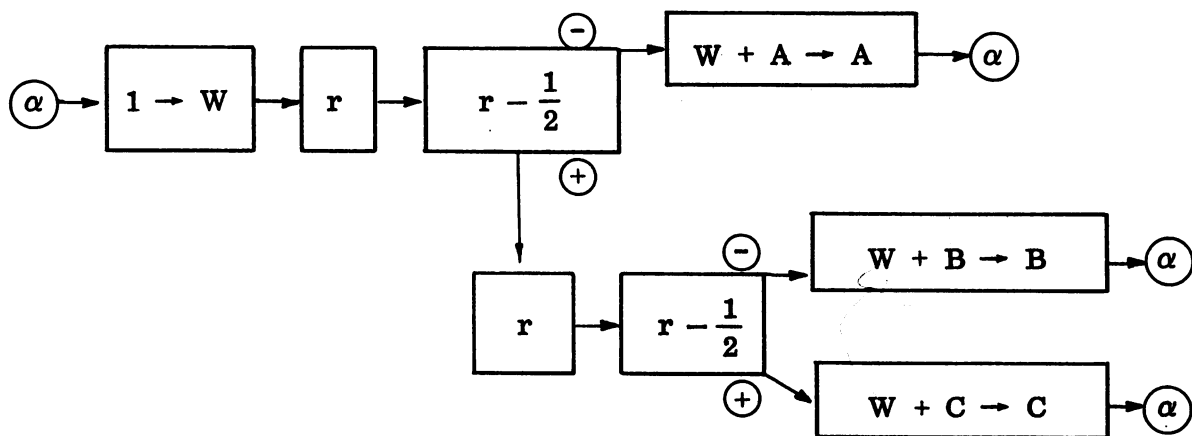 α 1 → W r r − 1/2 − W + A → A α
+
r r − 1/2 − W + B → B α
+ W + C → C α